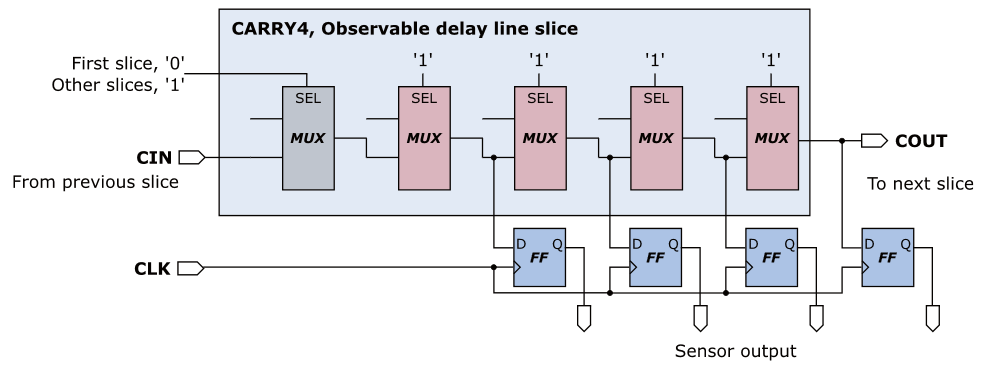 CARRY4, Observable delay line slice
First slice, '0'
Other slices, '1'
'1'
'1'
'1'
'1'
SEL
SEL
SEL
SEL
SEL
MUX
MUX
MUX
MUX
MUX
CIN
From previous slice
COUT
To next slice
CLK
D Q
FF
D Q
FF
D Q
FF
D Q
FF
Sensor output